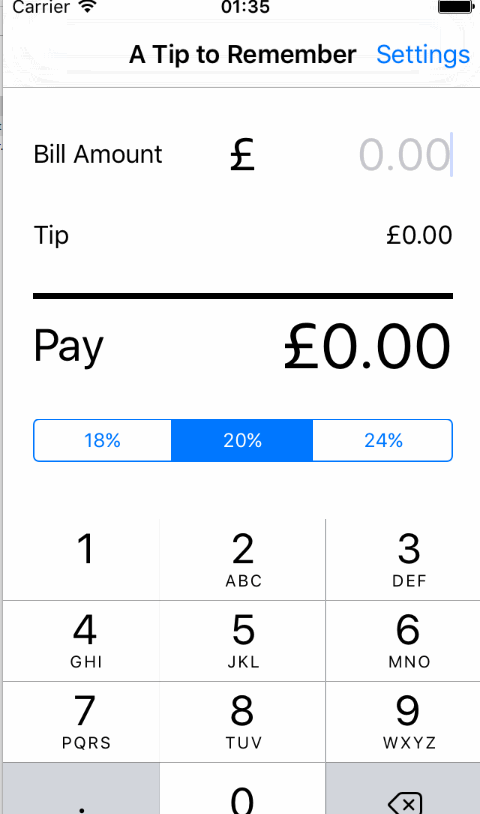 Carrier 01:35
A Tip to Remember Settings
Bill Amount £ 0.00
Tip £0.00
Pay £0.00
18% 20% 24%
1 2 3
ABC DEF
4 5 6
GHI JKL MNO
7 8 9
PQRS TUV WXYZ
. 0